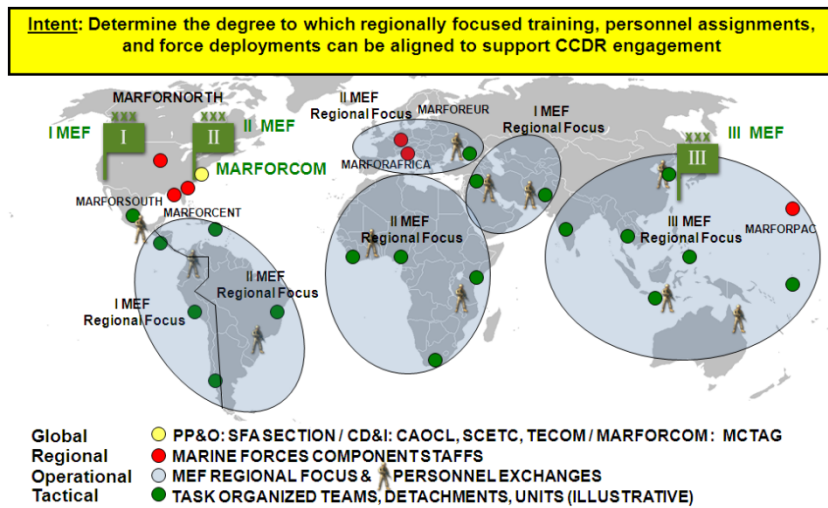 Intent: Determine the degree to which regionally focused training, personnel assignments,
and force deployments can be aligned to support CCDR engagement
MARFORNORTH
I MEF
XXX
I
XXX
II
II MEF
MARFORCOM
MARFORSOUTH
MARFORCENT
II MEF
Regional Focus
MARFOREUR
MARFORAFRICA
I MEF
Regional Focus
XXX
III
III MEF
II MEF
Regional Focus
III MEF
Regional Focus
MARFORPAC
I MEF
Regional Focus
II MEF
Regional Focus
Global PP&O: SFA SECTION / CD&I: CAOCL, SCETC, TECOM / MARFORCOM: MCTAG
Regional MARINE FORCES COMPONENT STAFFS
Operational MEF REGIONAL FOCUS & PERSONNEL EXCHANGES
Tactical TASK ORGANIZED TEAMS, DETACHMENTS, UNITS (ILLUSTRATIVE)